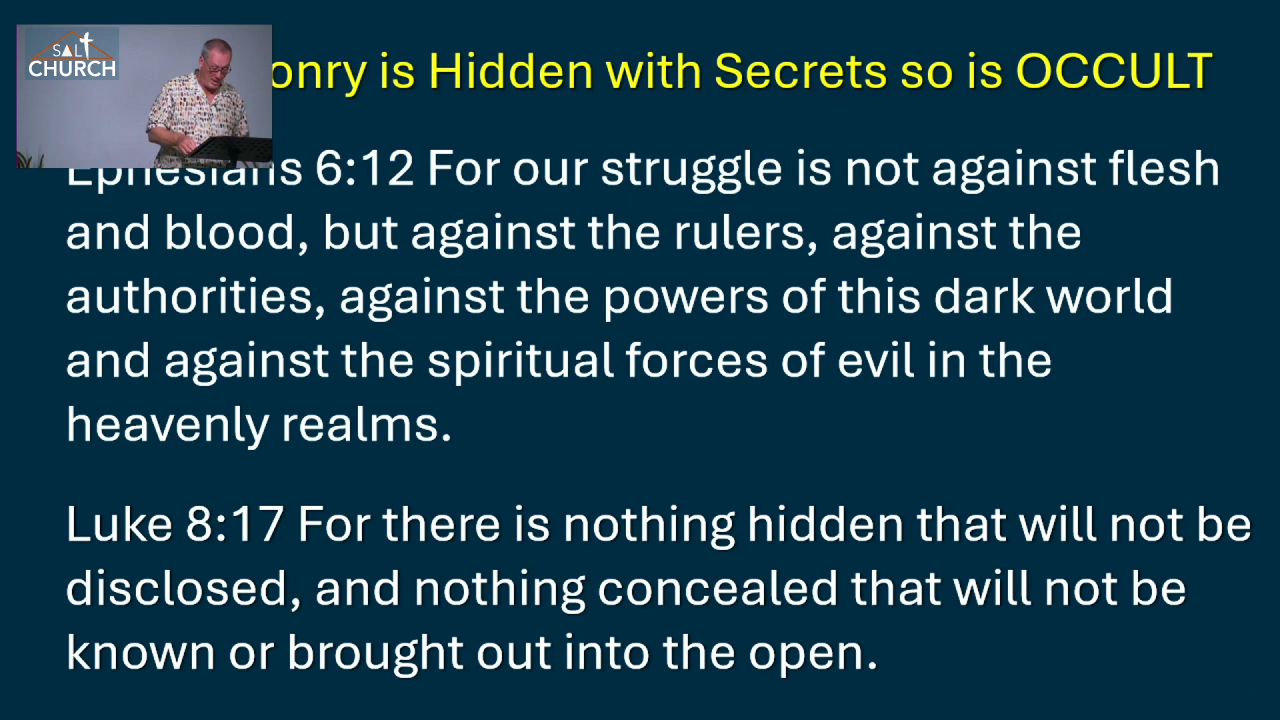 SALT
CHURCH
onry is Hidden with Secrets so is OCCULT
Ephesians 6:12 For our struggle is not against flesh
and blood, but against the rulers, against the
authorities, against the powers of this dark world
and against the spiritual forces of evil in the
heavenly realms.
Luke 8:17 For there is nothing hidden that will not be
disclosed, and nothing concealed that will not be
known or brought out into the open.